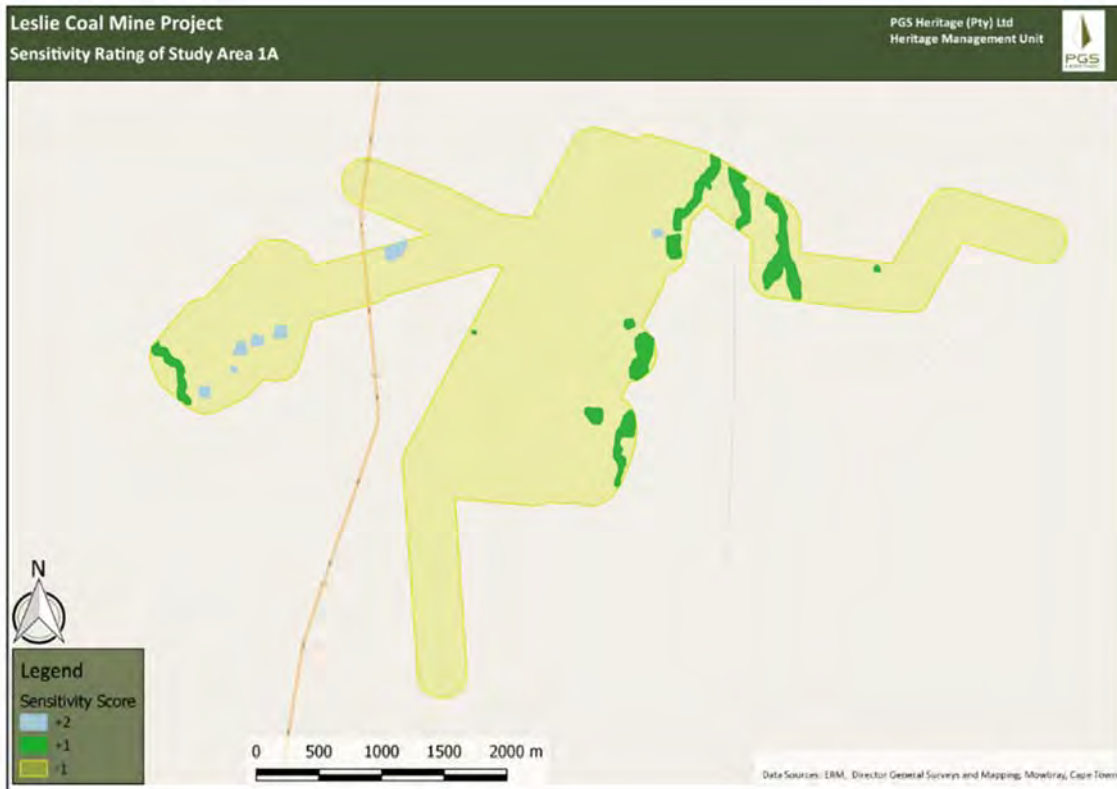 Leslie Coal Mine Project
Sensitivity Rating of Study Area 1A
PGS Heritage (Pty) Ltd
Heritage Management Unit
PGS
HERITAGE
N
Legend
Sensitivity Score
+2
+1
-1
0 500 1000 1500 2000 m
Data Sources: ERM, Director General Surveys and Mapping, Mowbray, Cape Town